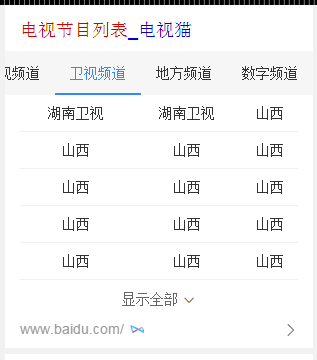 电视节目列表_电视猫
视频道 卫视频道 地方频道 数字频道
湖南卫视 湖南卫视 山西
山西 山西 山西
山西 山西 山西
山西 山西 山西
山西 山西 山西
显示全部
www.baidu.com/